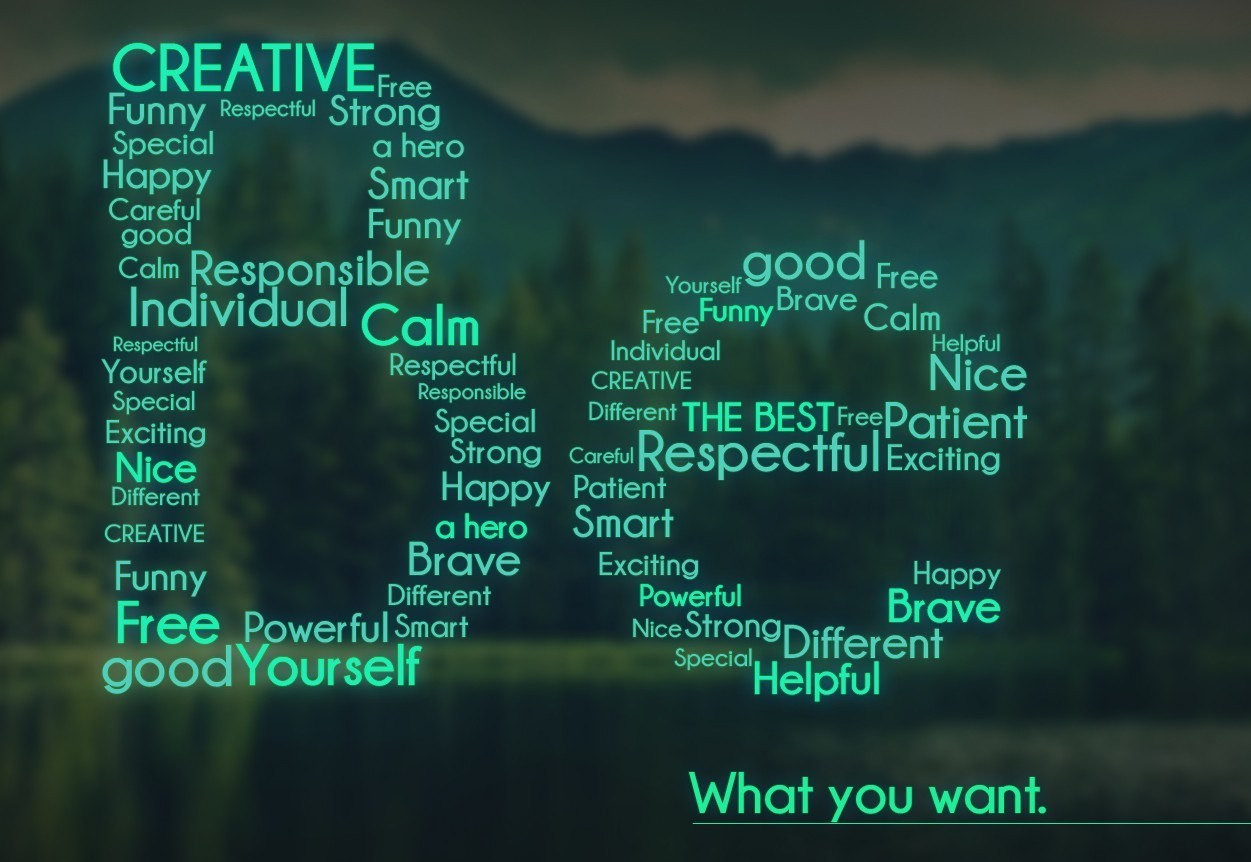 CREATIVE Free
Funny Respectful Strong
Special a hero
Happy Smart
Careful Funny
good
Calm Responsible
Individual Calm
Respectful Respectful
Yourself Responsible
Special Special
Exciting Strong
Nice Happy
Different
CREATIVE a hero
Funny Brave
Different
Free Powerful Smart
good Yourself
good Free
Yourself Brave
Free Funny Calm
Individual Helpful
CREATIVE Nice
Different THE BEST Free Patient
Careful Respectful Exciting
Patient
Smart
Exciting Happy
Powerful Brave
Nice Strong Different
Special Helpful
What you want.